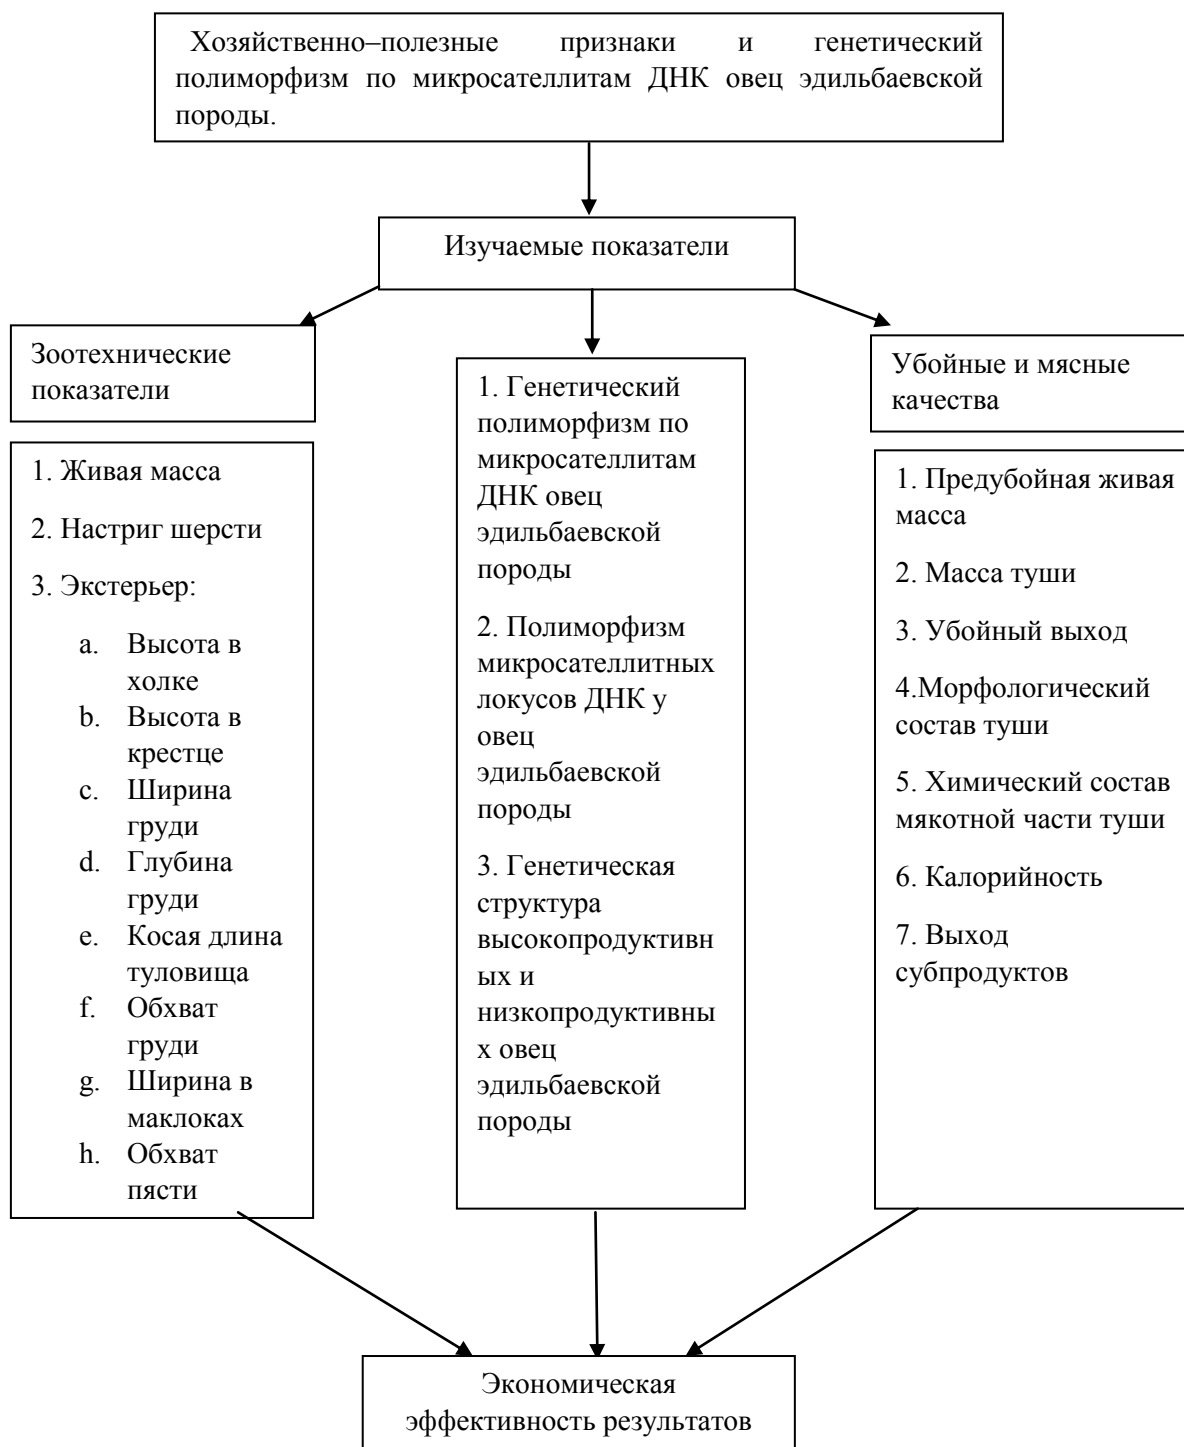 Хозяйственно–полезные признаки и генетический
полиморфизм по микросателлитам ДНК овец эдильбаевской
породы.
Изучаемые показатели
Зоотехнические
показатели
1. Живая масса
2. Настриг шерсти
3. Экстерьер:
a. Высота в
холке
b. Высота в
крестце
c. Ширина
груди
d. Глубина
груди
e. Косая длина
туловища
f. Обхват
груди
g. Ширина в
маклоках
h. Обхват
пясти
1. Генетический
полиморфизм по
микросателлитам
ДНК овец
эдильбаевской
породы
2. Полиморфизм
микросателлитных
локусов ДНК у
овец
эдильбаевской
породы
3. Генетическая
структура
высокопродуктивн
ых и
низкопродуктивны
х овец
эдильбаевской
породы
Убойные и мясные
качества
1. Предубойная живая
масса
2. Масса туши
3. Убойный выход
4.Морфологический
состав туши
5. Химический состав
мякотной части туши
6. Калорийность
7. Выход
субпродуктов
Экономическая
эффективность результатов